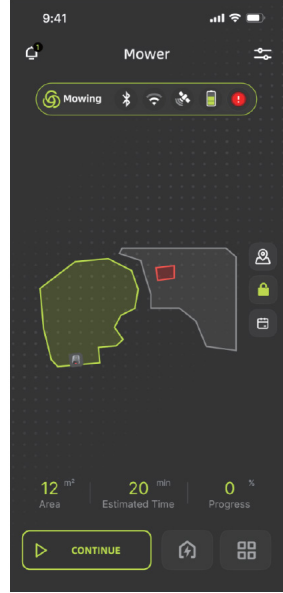 9:41
1
Mower
Mowing
12 m²
Area
20 min
Estimated Time
0 %
Progress
CONTINUE